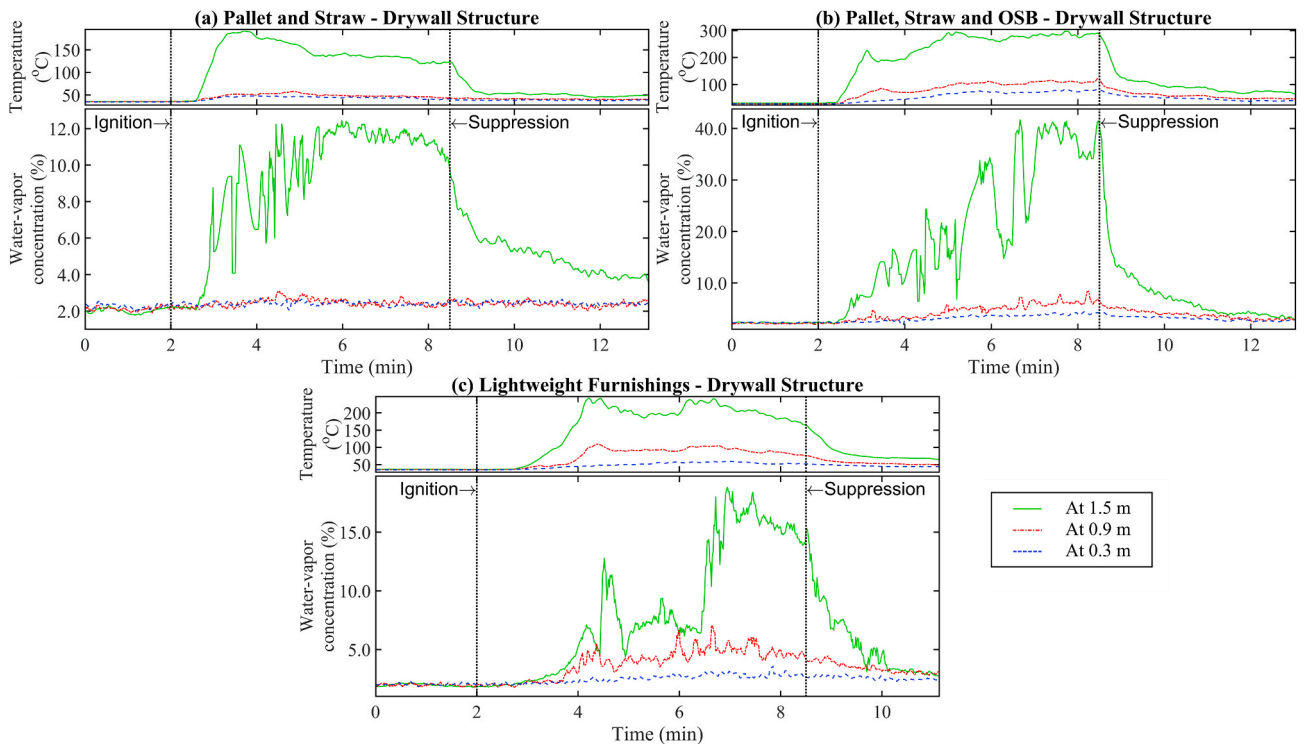 (a) Pallet and Straw - Drywall Structure
Temperature
(°C)
150
100
50
Ignition→
←Suppression
Water-vapor
concentration (%)
12.0
10.0
8.0
6.0
4.0
2.0
0 2 4 6 8 10 12
Time (min)
(b) Pallet, Straw and OSB - Drywall Structure
Temperature
(°C)
300
200
100
Ignition→
←Suppression
Water-vapor
concentration (%)
40.0
30.0
20.0
10.0
0 2 4 6 8 10 12
Time (min)
(c) Lightweight Furnishings - Drywall Structure
Temperature
(°C)
200
150
100
50
Ignition→
←Suppression
Water-vapor
concentration (%)
15.0
10.0
5.0
0 2 4 6 8 10
Time (min)
At 1.5 m
At 0.9 m
At 0.3 m